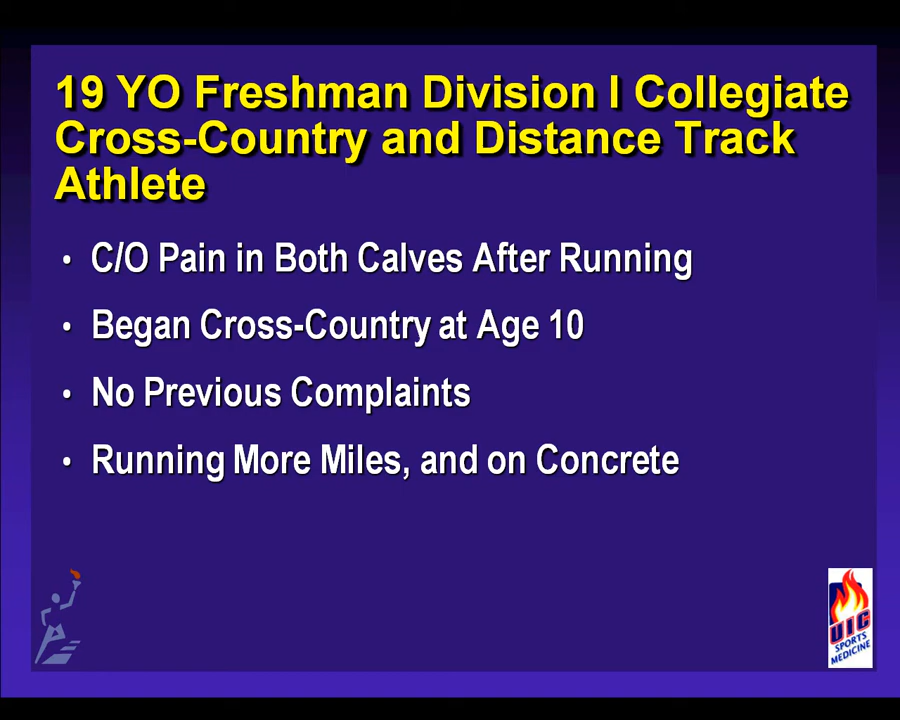 19 YO Freshman Division I Collegiate
Cross-Country and Distance Track
Athlete
• C/O Pain in Both Calves After Running
• Began Cross-Country at Age 10
• No Previous Complaints
• Running More Miles, and on Concrete
UIC
SPORTS
MEDICINE